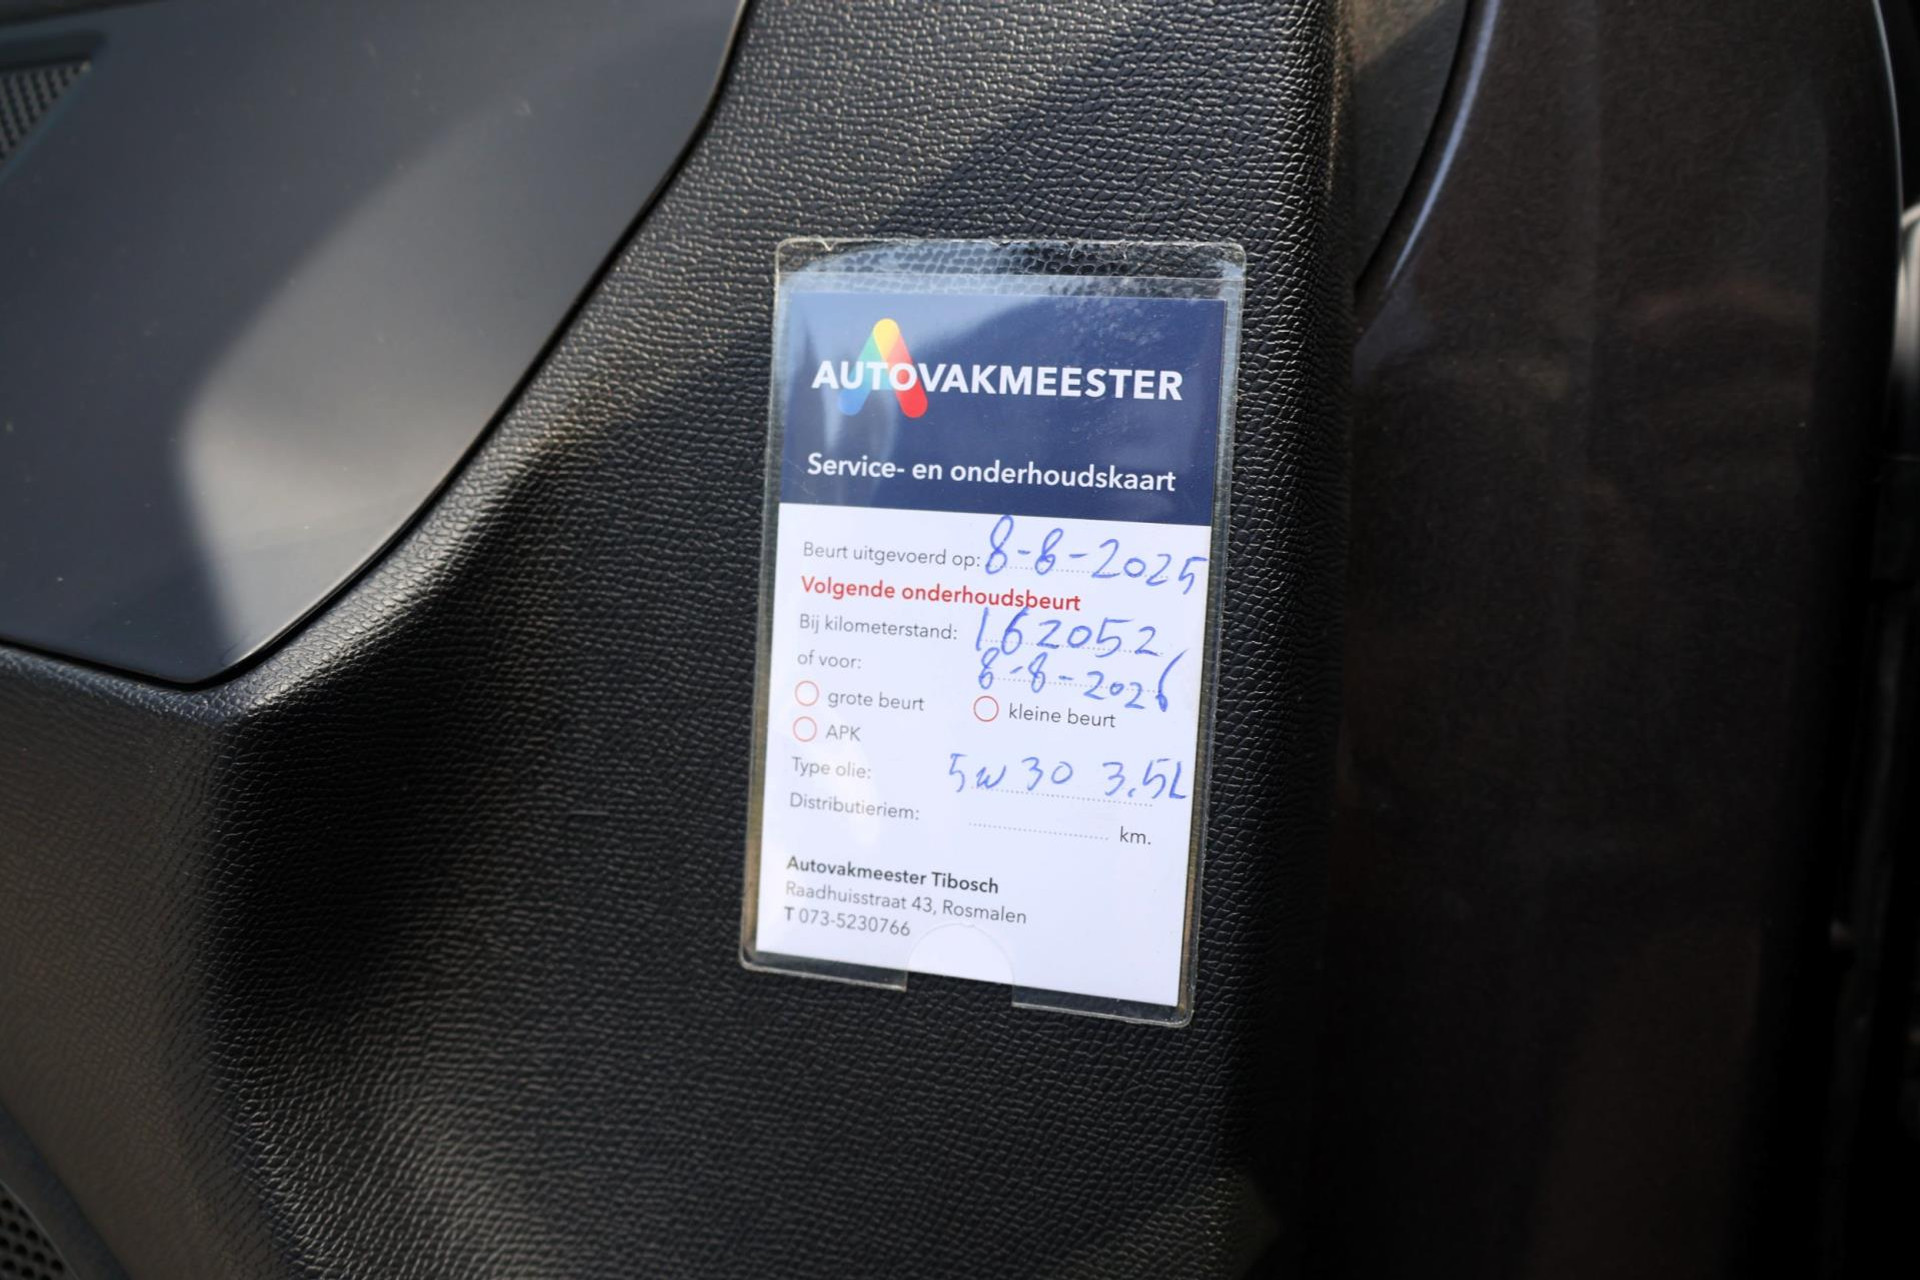 AUTOVAKMEESTER
Service- en onderhoudskaart
Beurt uitgevoerd op: 8-8-2025
Volgende onderhoudsbeurt
Bij kilometerstand: 162052
of voor: 8-8-2026
grote beurt kleine beurt
APK
Type olie: 5w30 3.5L
Distributieriem: .......................... km.
Autovakmeester Tibosch
Raadhuisstraat 43, Rosmalen
T 073-5230766